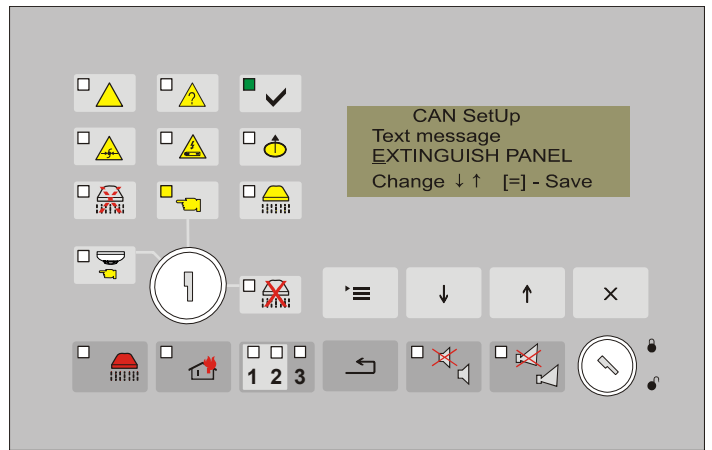 ?
CAN SetUp
Text message
EXTINGUISH PANEL
Change ↓ ↑ [=] - Save
1 2 3